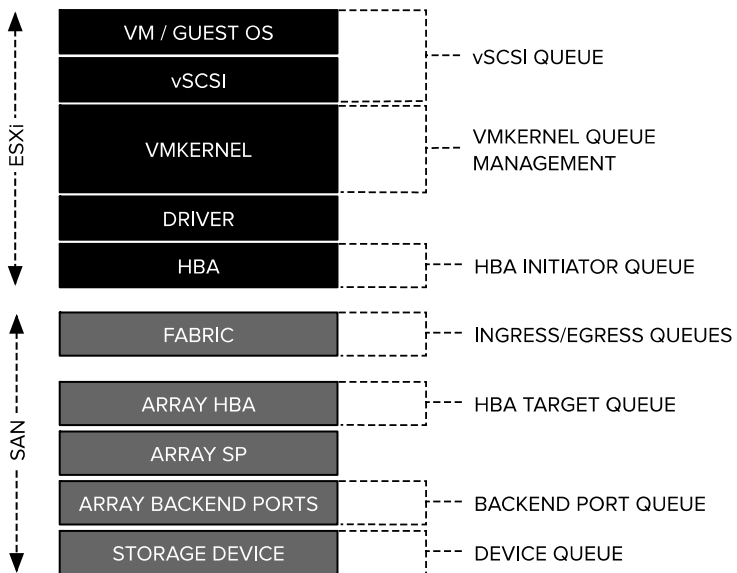 VM / GUEST OS
vSCSI
vSCSI QUEUE
VMKERNEL
VMKERNEL QUEUE
MANAGEMENT
DRIVER
HBA
HBA INITIATOR QUEUE
ESXi
FABRIC
INGRESS/EGRESS QUEUES
ARRAY HBA
HBA TARGET QUEUE
ARRAY SP
ARRAY BACKEND PORTS
BACKEND PORT QUEUE
STORAGE DEVICE
DEVICE QUEUE
SAN